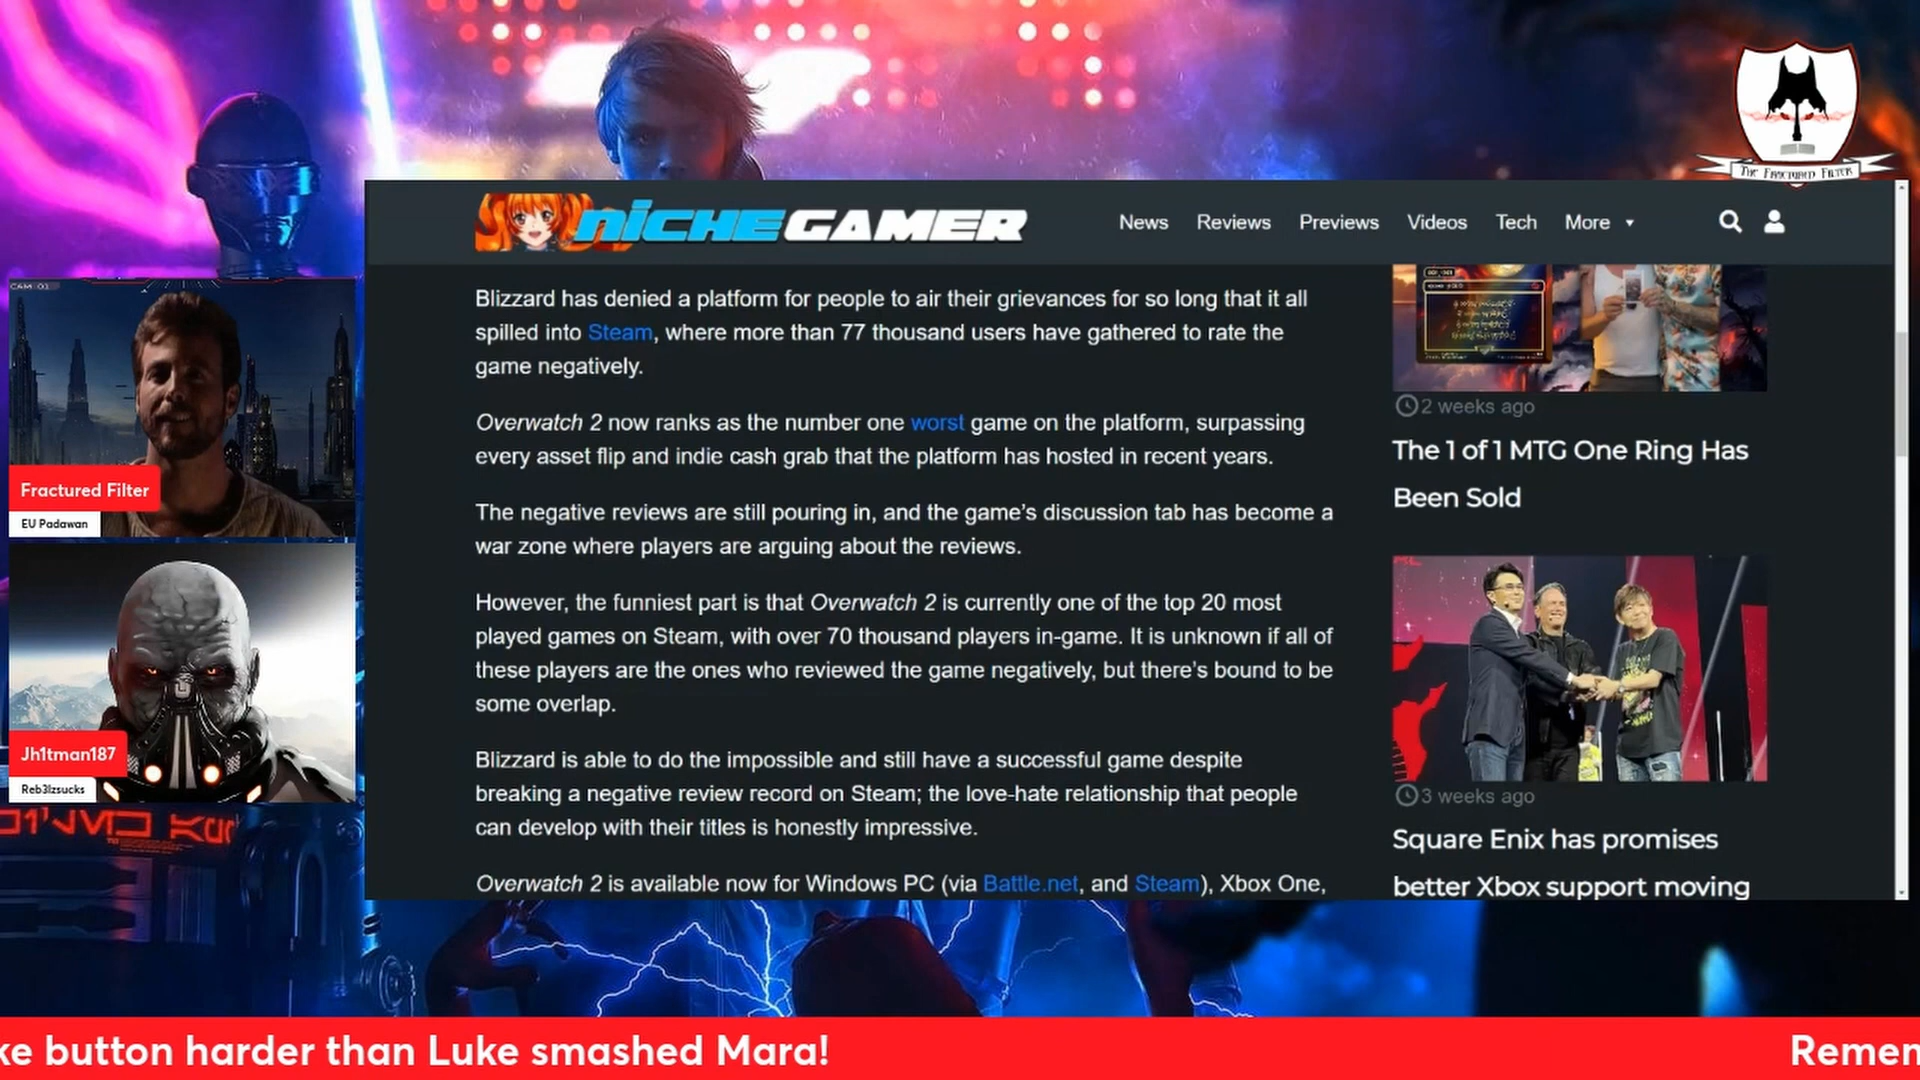 THE FRACTURED FILTER
NICHEGAMER
News Reviews Previews Videos Tech More
Blizzard has denied a platform for people to air their grievances for so long that it all
spilled into Steam, where more than 77 thousand users have gathered to rate the
game negatively.
Overwatch 2 now ranks as the number one worst game on the platform, surpassing
every asset flip and indie cash grab that the platform has hosted in recent years.
The negative reviews are still pouring in, and the game’s discussion tab has become a
war zone where players are arguing about the reviews.
However, the funniest part is that Overwatch 2 is currently one of the top 20 most
played games on Steam, with over 70 thousand players in-game. It is unknown if all of
these players are the ones who reviewed the game negatively, but there’s bound to be
some overlap.
Blizzard is able to do the impossible and still have a successful game despite
breaking a negative review record on Steam; the love-hate relationship that people
can develop with their titles is honestly impressive.
Overwatch 2 is available now for Windows PC (via Battle.net, and Steam), Xbox One,
2 weeks ago
The 1 of 1 MTG One Ring Has
Been Sold
3 weeks ago
Square Enix has promises
better Xbox support moving
CAM 01
Fractured Filter
EU Padawan
Jh1tman187
Reb3lzsucks
ke button harder than Luke smashed Mara!
Remen